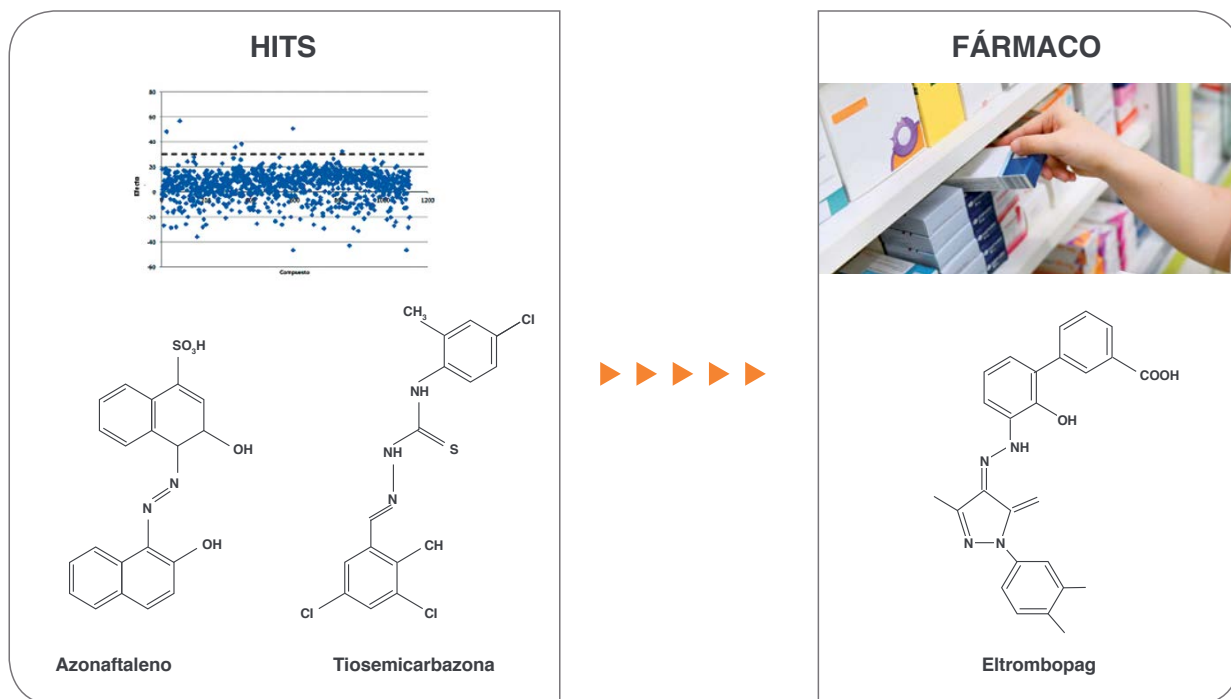 HITS
FÁRMACO
80
60
40
20
0
-20
-40
-60
1000
1200
Efecto
Compuesto
SO₃H
OH
N
N
OH
Azonaftaleno
CH₃
Cl
NH
NH
S
N
CH
Cl
Cl
Tiosemicarbazona
COOH
OH
NH
N
N
N
Eltrombopag